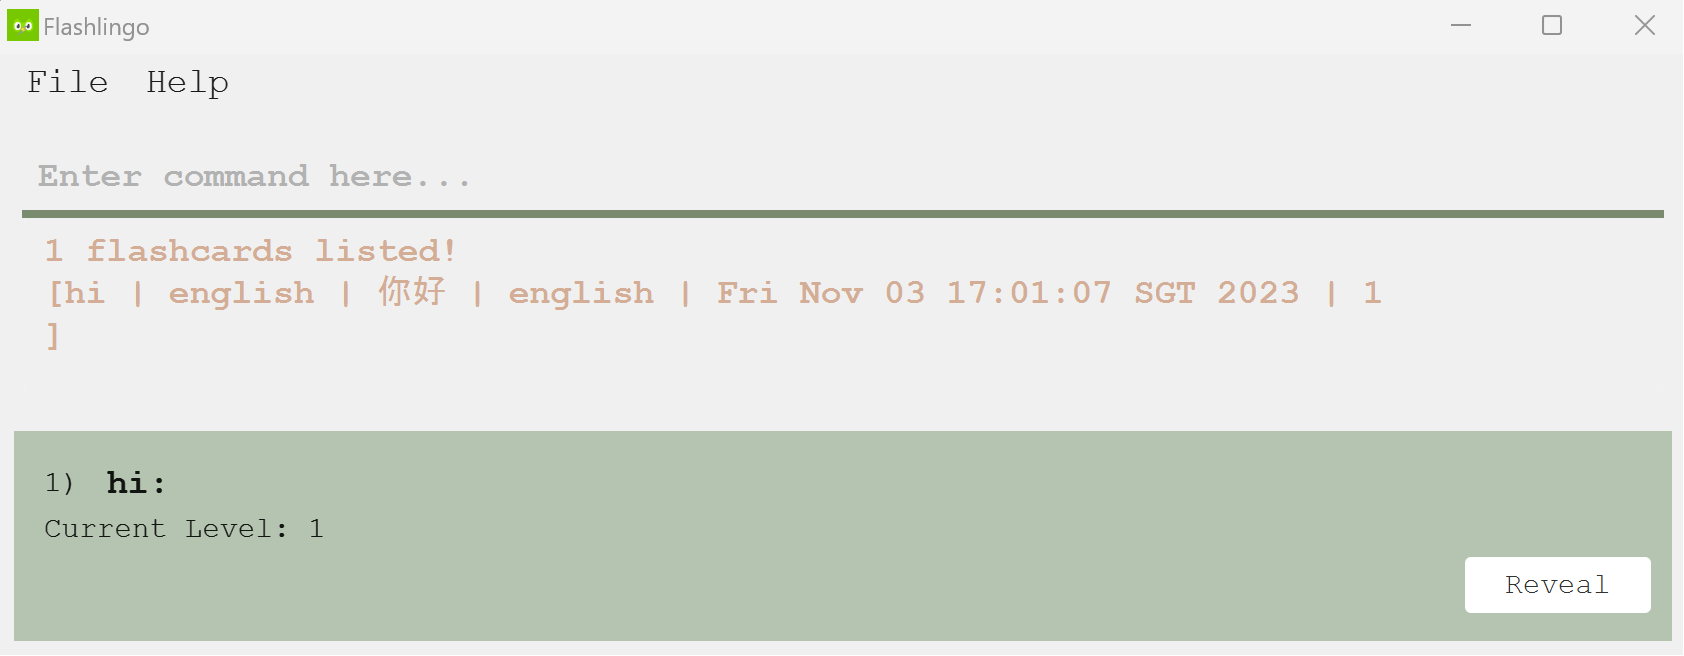 Flashlingo
File Help
Enter command here...
1 flashcards listed!
[hi | english | 你好 | english | Fri Nov 03 17:01:07 SGT 2023 | 1
]
1) hi:
Current Level: 1
Reveal